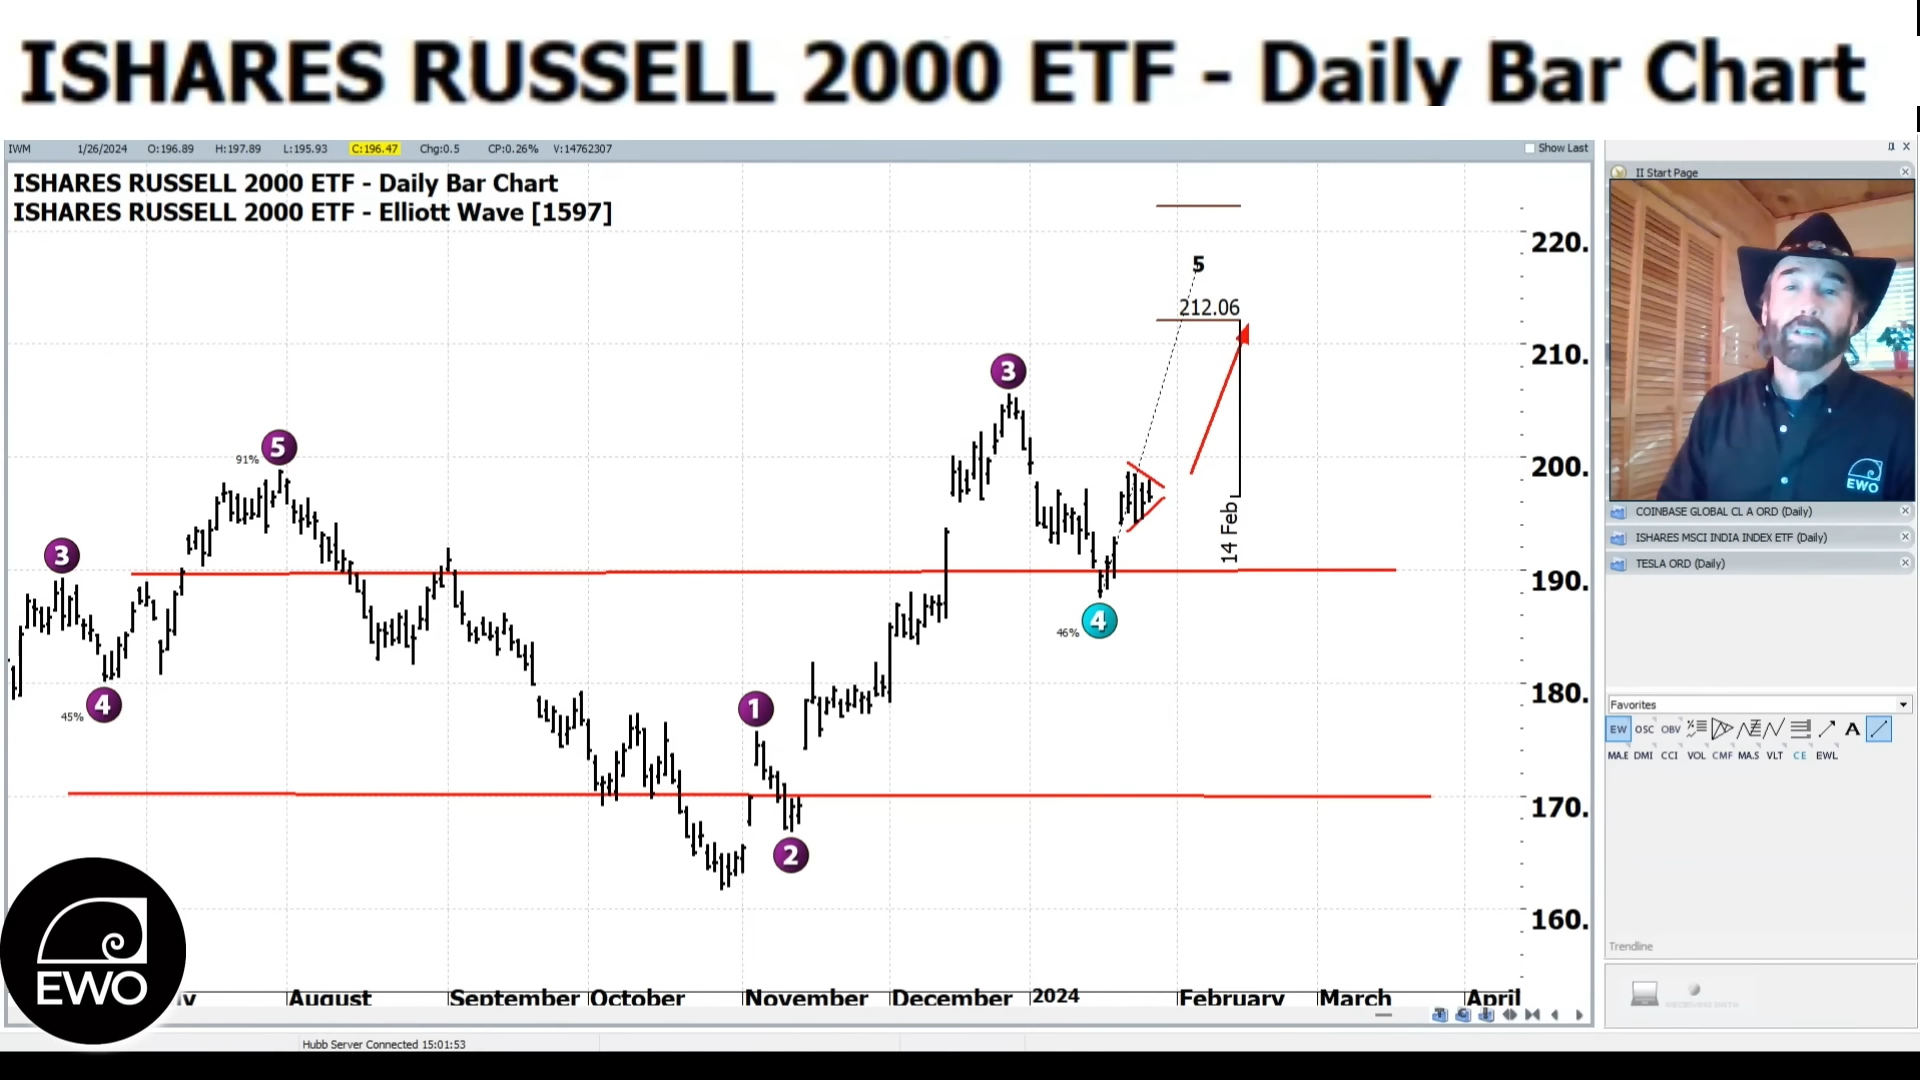 ISHARES RUSSELL 2000 ETF - Daily Bar Chart
IWM 1/26/2024 O:196.89 H:197.89 L:195.93 C:196.47 Chg:0.5 CP:0.26% V:14762307 Show Last
ISHARES RUSSELL 2000 ETF - Daily Bar Chart
ISHARES RUSSELL 2000 ETF - Elliott Wave [1597]
II Start Page
220.
5
212.06
210.
3
200.
5
91%
14 Feb
EWO
COINBASE GLOBAL CL A ORD (Daily)
ISHARES MSCI INDIA INDEX ETF (Daily)
TESLA ORD (Daily)
3
190.
4
46%
4
45%
180.
1
2
170.
160.
Favorites
EW OSC OBV A
MA.E DMI CCI VOL CMF MA.S VLT CE EWL
Trendline
EWO
August September October November December 2024 February March April
Hubb Server Connected 15:01:53